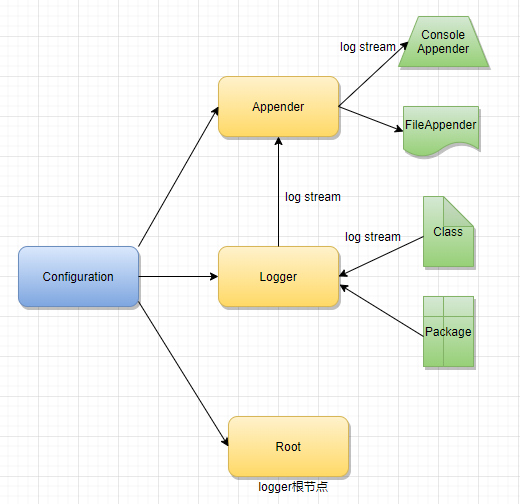 Console
Appender
log stream
Appender
FileAppender
log stream
Class
log stream
Configuration
Logger
Package
Root
logger根节点